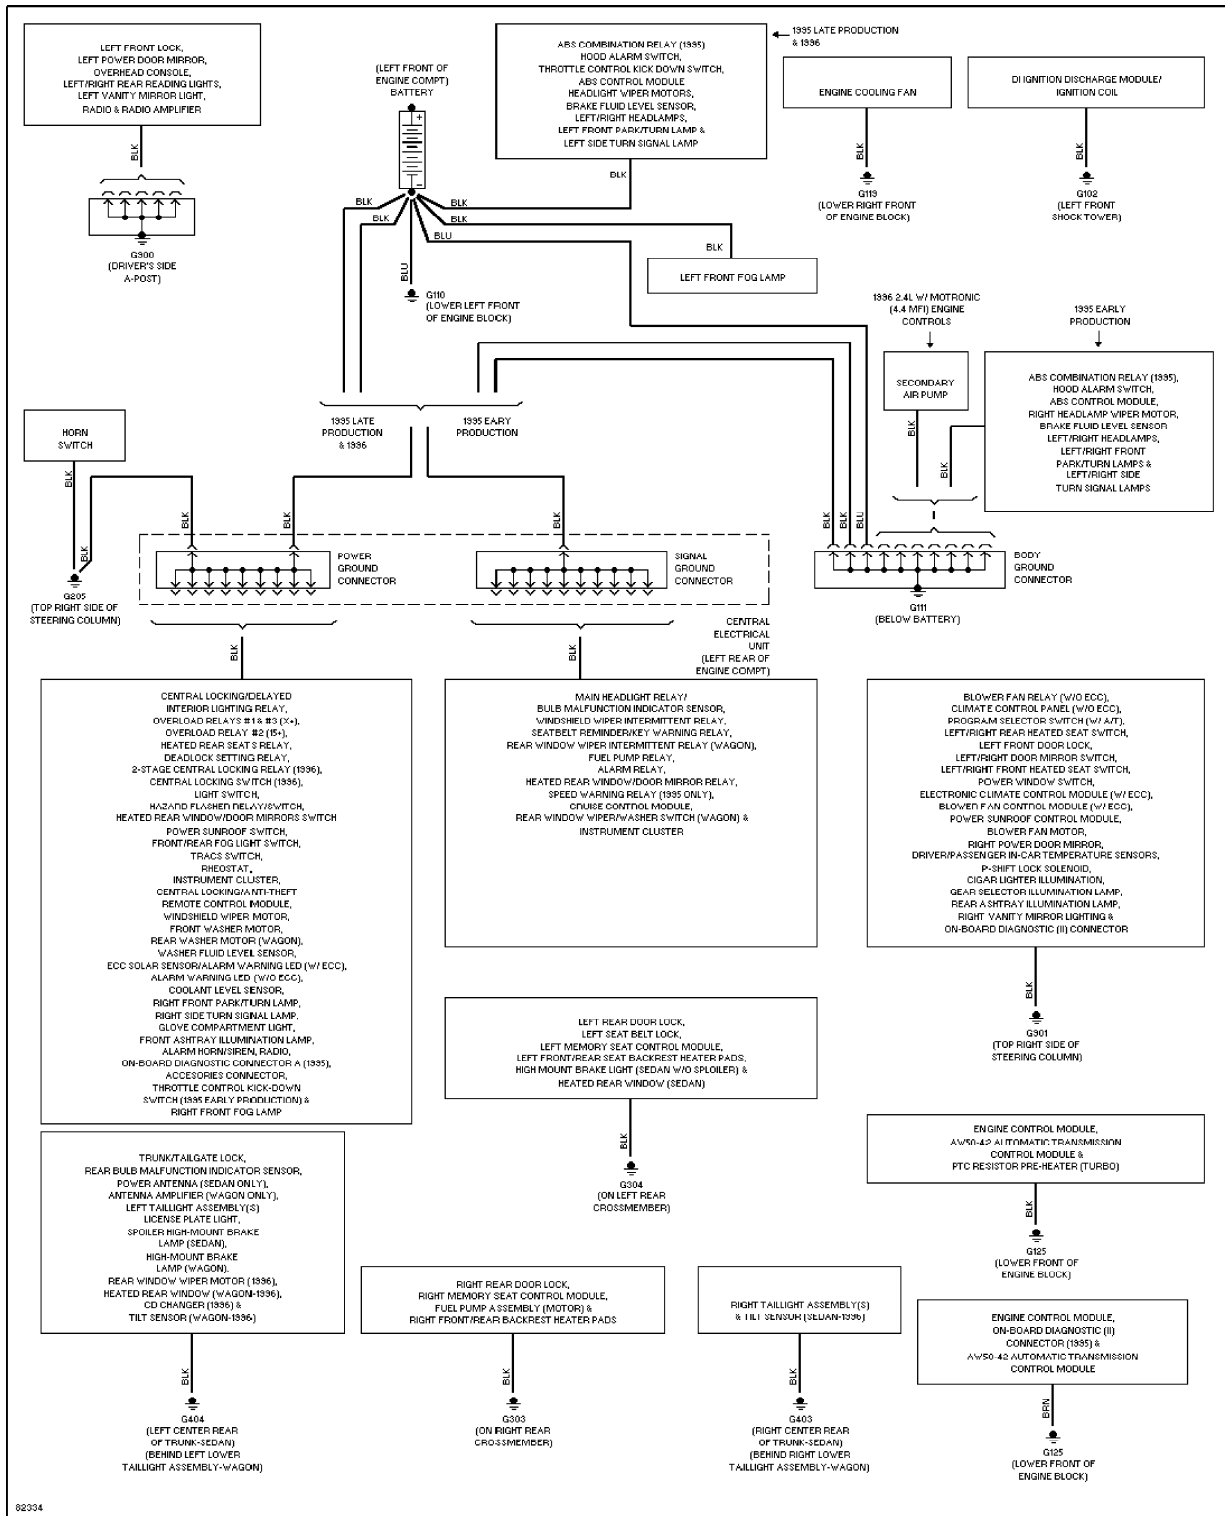 LEFT FRONT LOCK,
LEFT POWER DOOR MIRROR,
OVERHEAD CONSOLE,
LEFT/RIGHT REAR READING LIGHTS,
LEFT VANITY MIRROR LIGHT,
RADIO & RADIO AMPLIFIER
BLK
G300
(DRIVER'S SIDE
A-POST)
(LEFT FRONT OF
ENGINE COMPT)
BATTERY
+
-
BLK
BLK
BLK
BLK
BLU
BLU
G110
(LOWER LEFT FRONT
OF ENGINE BLOCK)
ABS COMBINATION RELAY (1995)
HOOD ALARM SWITCH,
THROTTLE CONTROL KICK DOWN SWITCH,
ABS CONTROL MODULE
HEADLIGHT WIPER MOTORS,
BRAKE FLUID LEVEL SENSOR,
LEFT/RIGHT HEADLAMPS,
LEFT FRONT PARK/TURN LAMP &
LEFT SIDE TURN SIGNAL LAMP
BLK
1995 LATE PRODUCTION
& 1996
BLK
LEFT FRONT FOG LAMP
ENGINE COOLING FAN
BLK
G113
(LOWER RIGHT FRONT
OF ENGINE BLOCK)
DI IGNITION DISCHARGE MODULE/
IGNITION COIL
BLK
G102
(LEFT FRONT
SHOCK TOWER)
1996 2.4L W/ MOTRONIC
(4.4 MFI) ENGINE
CONTROLS
SECONDARY
AIR PUMP
BLK
1995 EARLY
PRODUCTION
ABS COMBINATION RELAY (1995),
HOOD ALARM SWITCH,
ABS CONTROL MODULE,
RIGHT HEADLAMP WIPER MOTOR,
BRAKE FLUID LEVEL SENSOR
LEFT/RIGHT HEADLAMPS,
LEFT/RIGHT FRONT
PARK/TURN LAMPS &
LEFT/RIGHT SIDE
TURN SIGNAL LAMPS
BLK
1995 LATE
PRODUCTION
& 1996
1995 EARY
PRODUCTION
HORN
SWITCH
BLK
BLK
G205
(TOP RIGHT SIDE OF
STEERING COLUMN)
BLK
BLK
BLK
BLK
BLK
BLU
POWER
GROUND
CONNECTOR
SIGNAL
GROUND
CONNECTOR
BODY
GROUND
CONNECTOR
G111
(BELOW BATTERY)
CENTRAL
ELECTRICAL
UNIT
(LEFT REAR OF
ENGINE COMPT)
BLK
CENTRAL LOCKING/DELAYED
INTERIOR LIGHTING RELAY,
OVERLOAD RELAYS #1 & #3 (X+),
OVERLOAD RELAY #2 (15+),
HEATED REAR SEATS RELAY,
DEADLOCK SETTING RELAY,
2-STAGE CENTRAL LOCKING RELAY (1996),
CENTRAL LOCKING SWITCH (1996),
LIGHT SWITCH,
HAZARD FLASHER RELAY/SWITCH,
HEATED REAR WINDOW/DOOR MIRRORS SWITCH
POWER SUNROOF SWITCH,
FRONT/REAR FOG LIGHT SWITCH,
TRACS SWITCH,
RHEOSTAT,
INSTRUMENT CLUSTER,
CENTRAL LOCKING/ANTI-THEFT
REMOTE CONTROL MODULE,
WINDSHIELD WIPER MOTOR,
FRONT WASHER MOTOR,
REAR WASHER MOTOR (WAGON),
WASHER FLUID LEVEL SENSOR,
ECC SOLAR SENSOR/ALARM WARNING LED (W/ ECC),
ALARM WARNING LED (W/O ECC),
COOLANT LEVEL SENSOR,
RIGHT FRONT PARK/TURN LAMP,
RIGHT SIDE TURN SIGNAL LAMP,
GLOVE COMPARTMENT LIGHT,
FRONT ASHTRAY ILLUMINATION LAMP,
ALARM HORN/SIREN, RADIO,
ON-BOARD DIAGNOSTIC CONNECTOR A (1995),
ACCESORIES CONNECTOR,
THROTTLE CONTROL KICK-DOWN
SWITCH (1995 EARLY PRODUCTION) &
RIGHT FRONT FOG LAMP
BLK
MAIN HEADLIGHT RELAY/
BULB MALFUNCTION INDICATOR SENSOR,
WINDSHIELD WIPER INTERMITTENT RELAY,
SEATBELT REMINDER/KEY WARNING RELAY,
REAR WINDOW WIPER INTERMITTENT RELAY (WAGON),
FUEL PUMP RELAY,
ALARM RELAY,
HEATED REAR WINDOW/DOOR MIRROR RELAY,
SPEED WARNING RELAY (1995 ONLY),
CRUISE CONTROL MODULE,
REAR WINDOW WIPER/WASHER SWITCH (WAGON) &
INSTRUMENT CLUSTER
BLOWER FAN RELAY (W/O ECC),
CLIMATE CONTROL PANEL (W/O ECC),
PROGRAM SELECTOR SWITCH (W/ A/T),
LEFT/RIGHT REAR HEATED SEAT SWITCH,
LEFT FRONT DOOR LOCK,
LEFT/RIGHT DOOR MIRROR SWITCH,
LEFT/RIGHT FRONT HEATED SEAT SWITCH,
POWER WINDOW SWITCH,
ELECTRONIC CLIMATE CONTROL MODULE (W/ ECC),
BLOWER FAN CONTROL MODULE (W/ ECC),
POWER SUNROOF CONTROL MODULE,
BLOWER FAN MOTOR,
RIGHT POWER DOOR MIRROR,
DRIVER/PASSENGER IN-CAR TEMPERATURE SENSORS,
P-SHIFT LOCK SOLENOID,
CIGAR LIGHTER ILLUMINATION,
GEAR SELECTOR ILLUMINATION LAMP,
REAR ASHTRAY ILLUMINATION LAMP,
RIGHT VANITY MIRROR LIGHTING &
ON-BOARD DIAGNOSTIC (II) CONNECTOR
BLK
G901
(TOP RIGHT SIDE OF
STEERING COLUMN)
LEFT REAR DOOR LOCK,
LEFT SEAT BELT LOCK,
LEFT MEMORY SEAT CONTROL MODULE,
LEFT FRONT/REAR SEAT BACKREST HEATER PADS,
HIGH MOUNT BRAKE LIGHT (SEDAN W/O SPLOILER) &
HEATED REAR WINDOW (SEDAN)
BLK
G304
(ON LEFT REAR
CROSSMEMBER)
ENGINE CONTROL MODULE,
AW50-42 AUTOMATIC TRANSMISSION
CONTROL MODULE &
PTC RESISTOR PRE-HEATER (TURBO)
BLK
G125
(LOWER FRONT OF
ENGINE BLOCK)
TRUNK/TAILGATE LOCK,
REAR BULB MALFUNCTION INDICATOR SENSOR,
POWER ANTENNA (SEDAN ONLY),
ANTENNA AMPLIFIER (WAGON ONLY),
LEFT TAILLIGHT ASSEMBLY(S)
LICENSE PLATE LIGHT,
SPOILER HIGH-MOUNT BRAKE
LAMP (SEDAN),
HIGH-MOUNT BRAKE
LAMP (WAGON).
REAR WINDOW WIPER MOTOR (1996),
HEATED REAR WINDOW (WAGON-1996),
CD CHANGER (1996) &
TILT SENSOR (WAGON-1996)
BLK
G404
(LEFT CENTER REAR
OF TRUNK-SEDAN)
(BEHIND LEFT LOWER
TAILLIGHT ASSEMBLY-WAGON)
RIGHT REAR DOOR LOCK,
RIGHT MEMORY SEAT CONTROL MODULE,
FUEL PUMP ASSEMBLY (MOTOR) &
RIGHT FRONT/REAR BACKREST HEATER PADS
BLK
G303
(ON RIGHT REAR
CROSSMEMBER)
RIGHT TAILLIGHT ASSEMBLY(S)
& TILT SENSOR (SEDAN-1996)
BLK
G403
(RIGHT CENTER REAR
OF TRUNK-SEDAN)
(BEHIND RIGHT LOWER
TAILLIGHT ASSEMBLY-WAGON)
ENGINE CONTROL MODULE,
ON-BOARD DIAGNOSTIC (II)
CONNECTOR (1995) &
AW50-42 AUTOMATIC TRANSMISSION
CONTROL MODULE
BRN
G125
(LOWER FRONT OF
ENGINE BLOCK)
82334